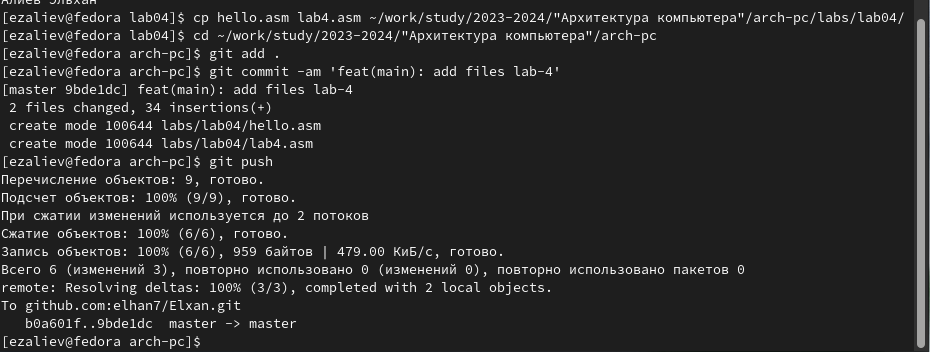 Алиев Эльхан
[ezaliev@fedora lab04]$ cp hello.asm lab4.asm ~/work/study/2023-2024/"Архитектура компьютера"/arch-pc/labs/lab04/
[ezaliev@fedora lab04]$ cd ~/work/study/2023-2024/"Архитектура компьютера"/arch-pc
[ezaliev@fedora arch-pc]$ git add .
[ezaliev@fedora arch-pc]$ git commit -am 'feat(main): add files lab-4'
[master 9bde1dc] feat(main): add files lab-4
 2 files changed, 34 insertions(+)
 create mode 100644 labs/lab04/hello.asm
 create mode 100644 labs/lab04/lab4.asm
[ezaliev@fedora arch-pc]$ git push
Перечисление объектов: 9, готово.
Подсчет объектов: 100% (9/9), готово.
При сжатии изменений используется до 2 потоков
Сжатие объектов: 100% (6/6), готово.
Запись объектов: 100% (6/6), 959 байтов | 479.00 КиБ/с, готово.
Всего 6 (изменений 3), повторно использовано 0 (изменений 0), повторно использовано пакетов 0
remote: Resolving deltas: 100% (3/3), completed with 2 local objects.
To github.com:elhan7/Elxan.git
   b0a601f..9bde1dc  master -> master
[ezaliev@fedora arch-pc]$